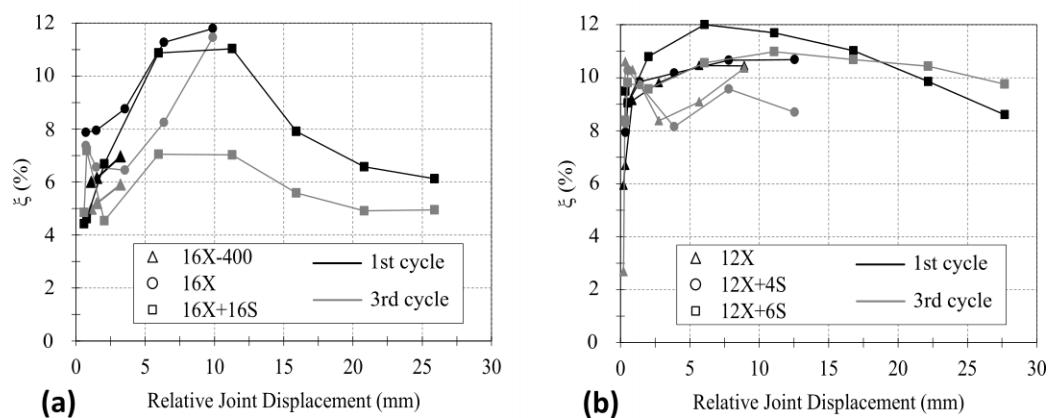 12
10
8
6
4
2
0
ξ (%)
16X-400
16X
16X+16S
1st cycle
3rd cycle
0 5 10 15 20 25 30
(a) Relative Joint Displacement (mm)
12
10
8
6
4
2
0
ξ (%)
12X
12X+4S
12X+6S
1st cycle
3rd cycle
0 5 10 15 20 25 30
(b) Relative Joint Displacement (mm)